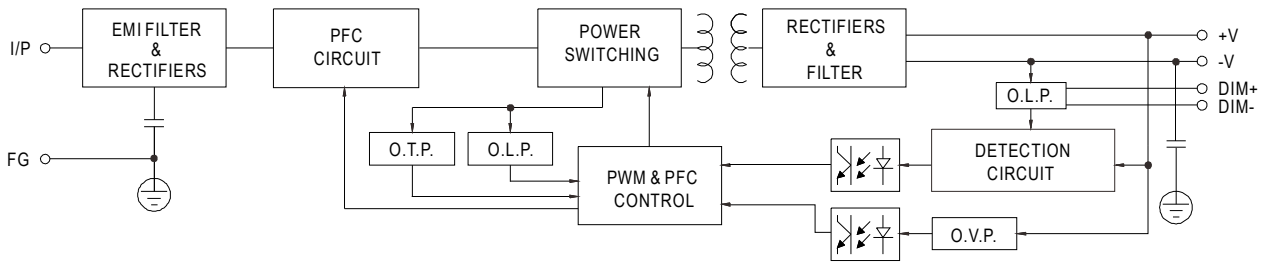 I/P
EMI FILTER
&
RECTIFIERS
PFC
CIRCUIT
POWER
SWITCHING
RECTIFIERS
&
FILTER
+V
-V
DIM+
DIM-
O.L.P.
FG
O.T.P.
O.L.P.
PWM & PFC
CONTROL
DETECTION
CIRCUIT
O.V.P.